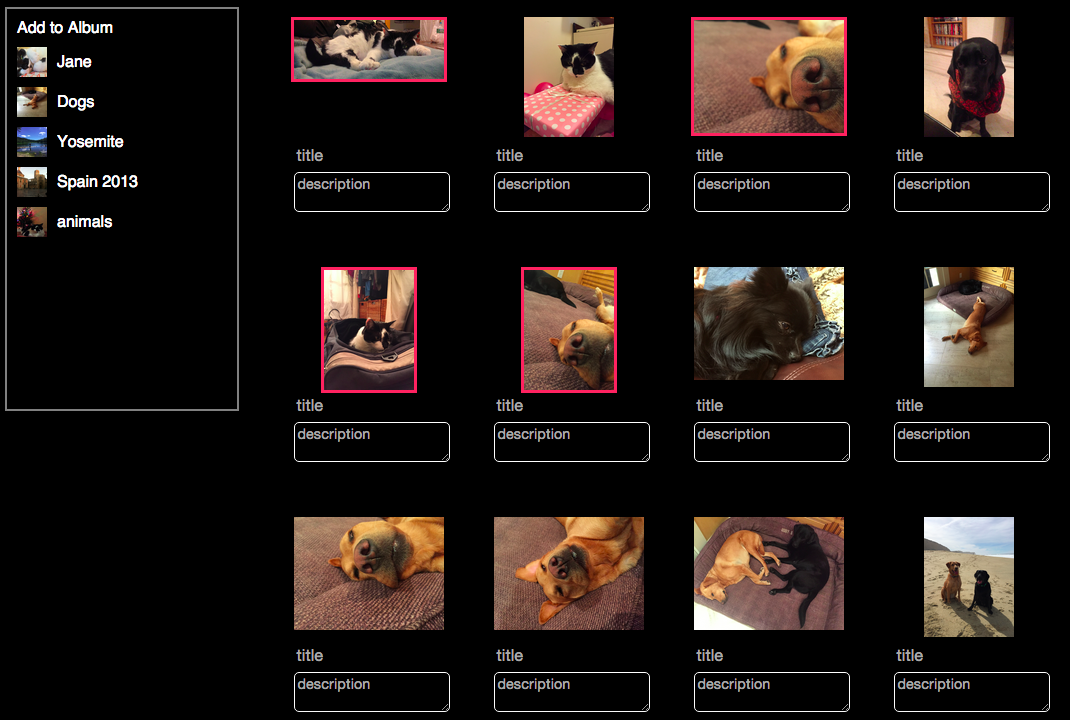 Add to Album
Jane
Dogs
Yosemite
Spain 2013
animals
title
title
title
title
description
description
description
description
title
title
title
title
description
description
description
description
title
title
title
title
description
description
description
description